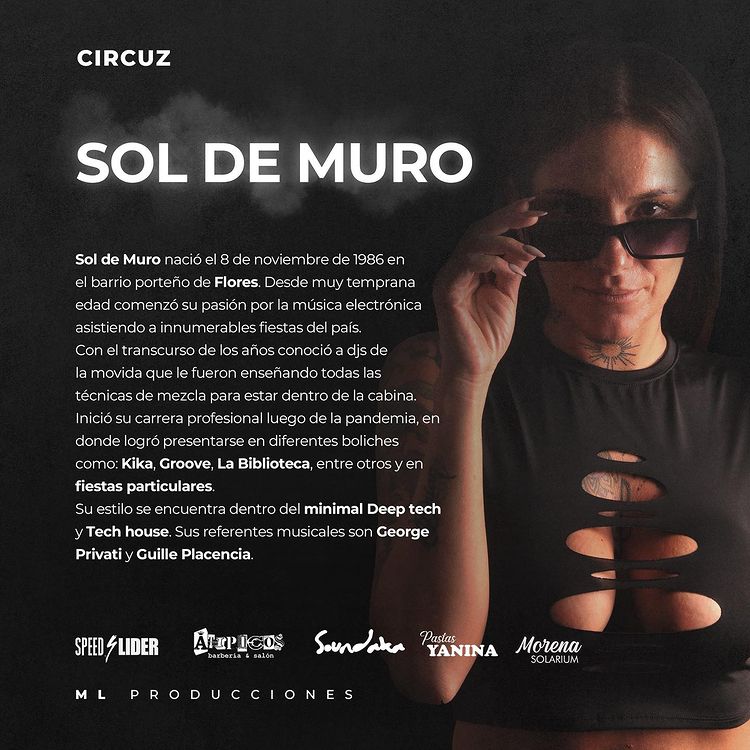 CIRCUZ
SOL DE MURO
Sol de Muro nació el 8 de noviembre de 1986 en
el barrio porteño de Flores. Desde muy temprana
edad comenzó su pasión por la música electrónica
asistiendo a innumerables fiestas del país.
Con el transcurso de los años conoció a djs de
la movida que le fueron enseñando todas las
técnicas de mezcla para estar dentro de la cabina.
Inició su carrera profesional luego de la pandemia, en
donde logró presentarse en diferentes boliches
como: Kika, Groove, La Biblioteca, entre otros y en
fiestas particulares.
Su estilo se encuentra dentro del minimal Deep tech
y Tech house. Sus referentes musicales son George
Privati y Guille Placencia.
SPEED LIDER
ATIPICOS
barbería & salón
Soundaka
Pastas
YANINA
Morena
SOLARIUM
ML PRODUCCIONES